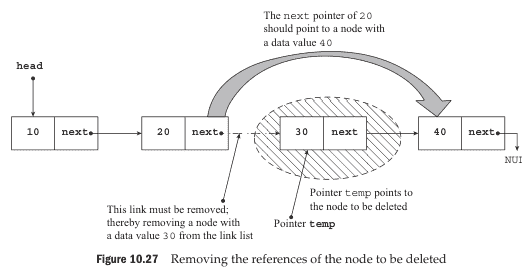 The next pointer of 20
should point to a node with
a data value 40
head
10 next 20 next 30 next 40 next
NUI
Pointer temp points to
the node to be deleted
This link must be removed;
thereby removing a node with
a data value 30 from the link list
Pointer temp
Figure 10.27 Removing the references of the node to be deleted